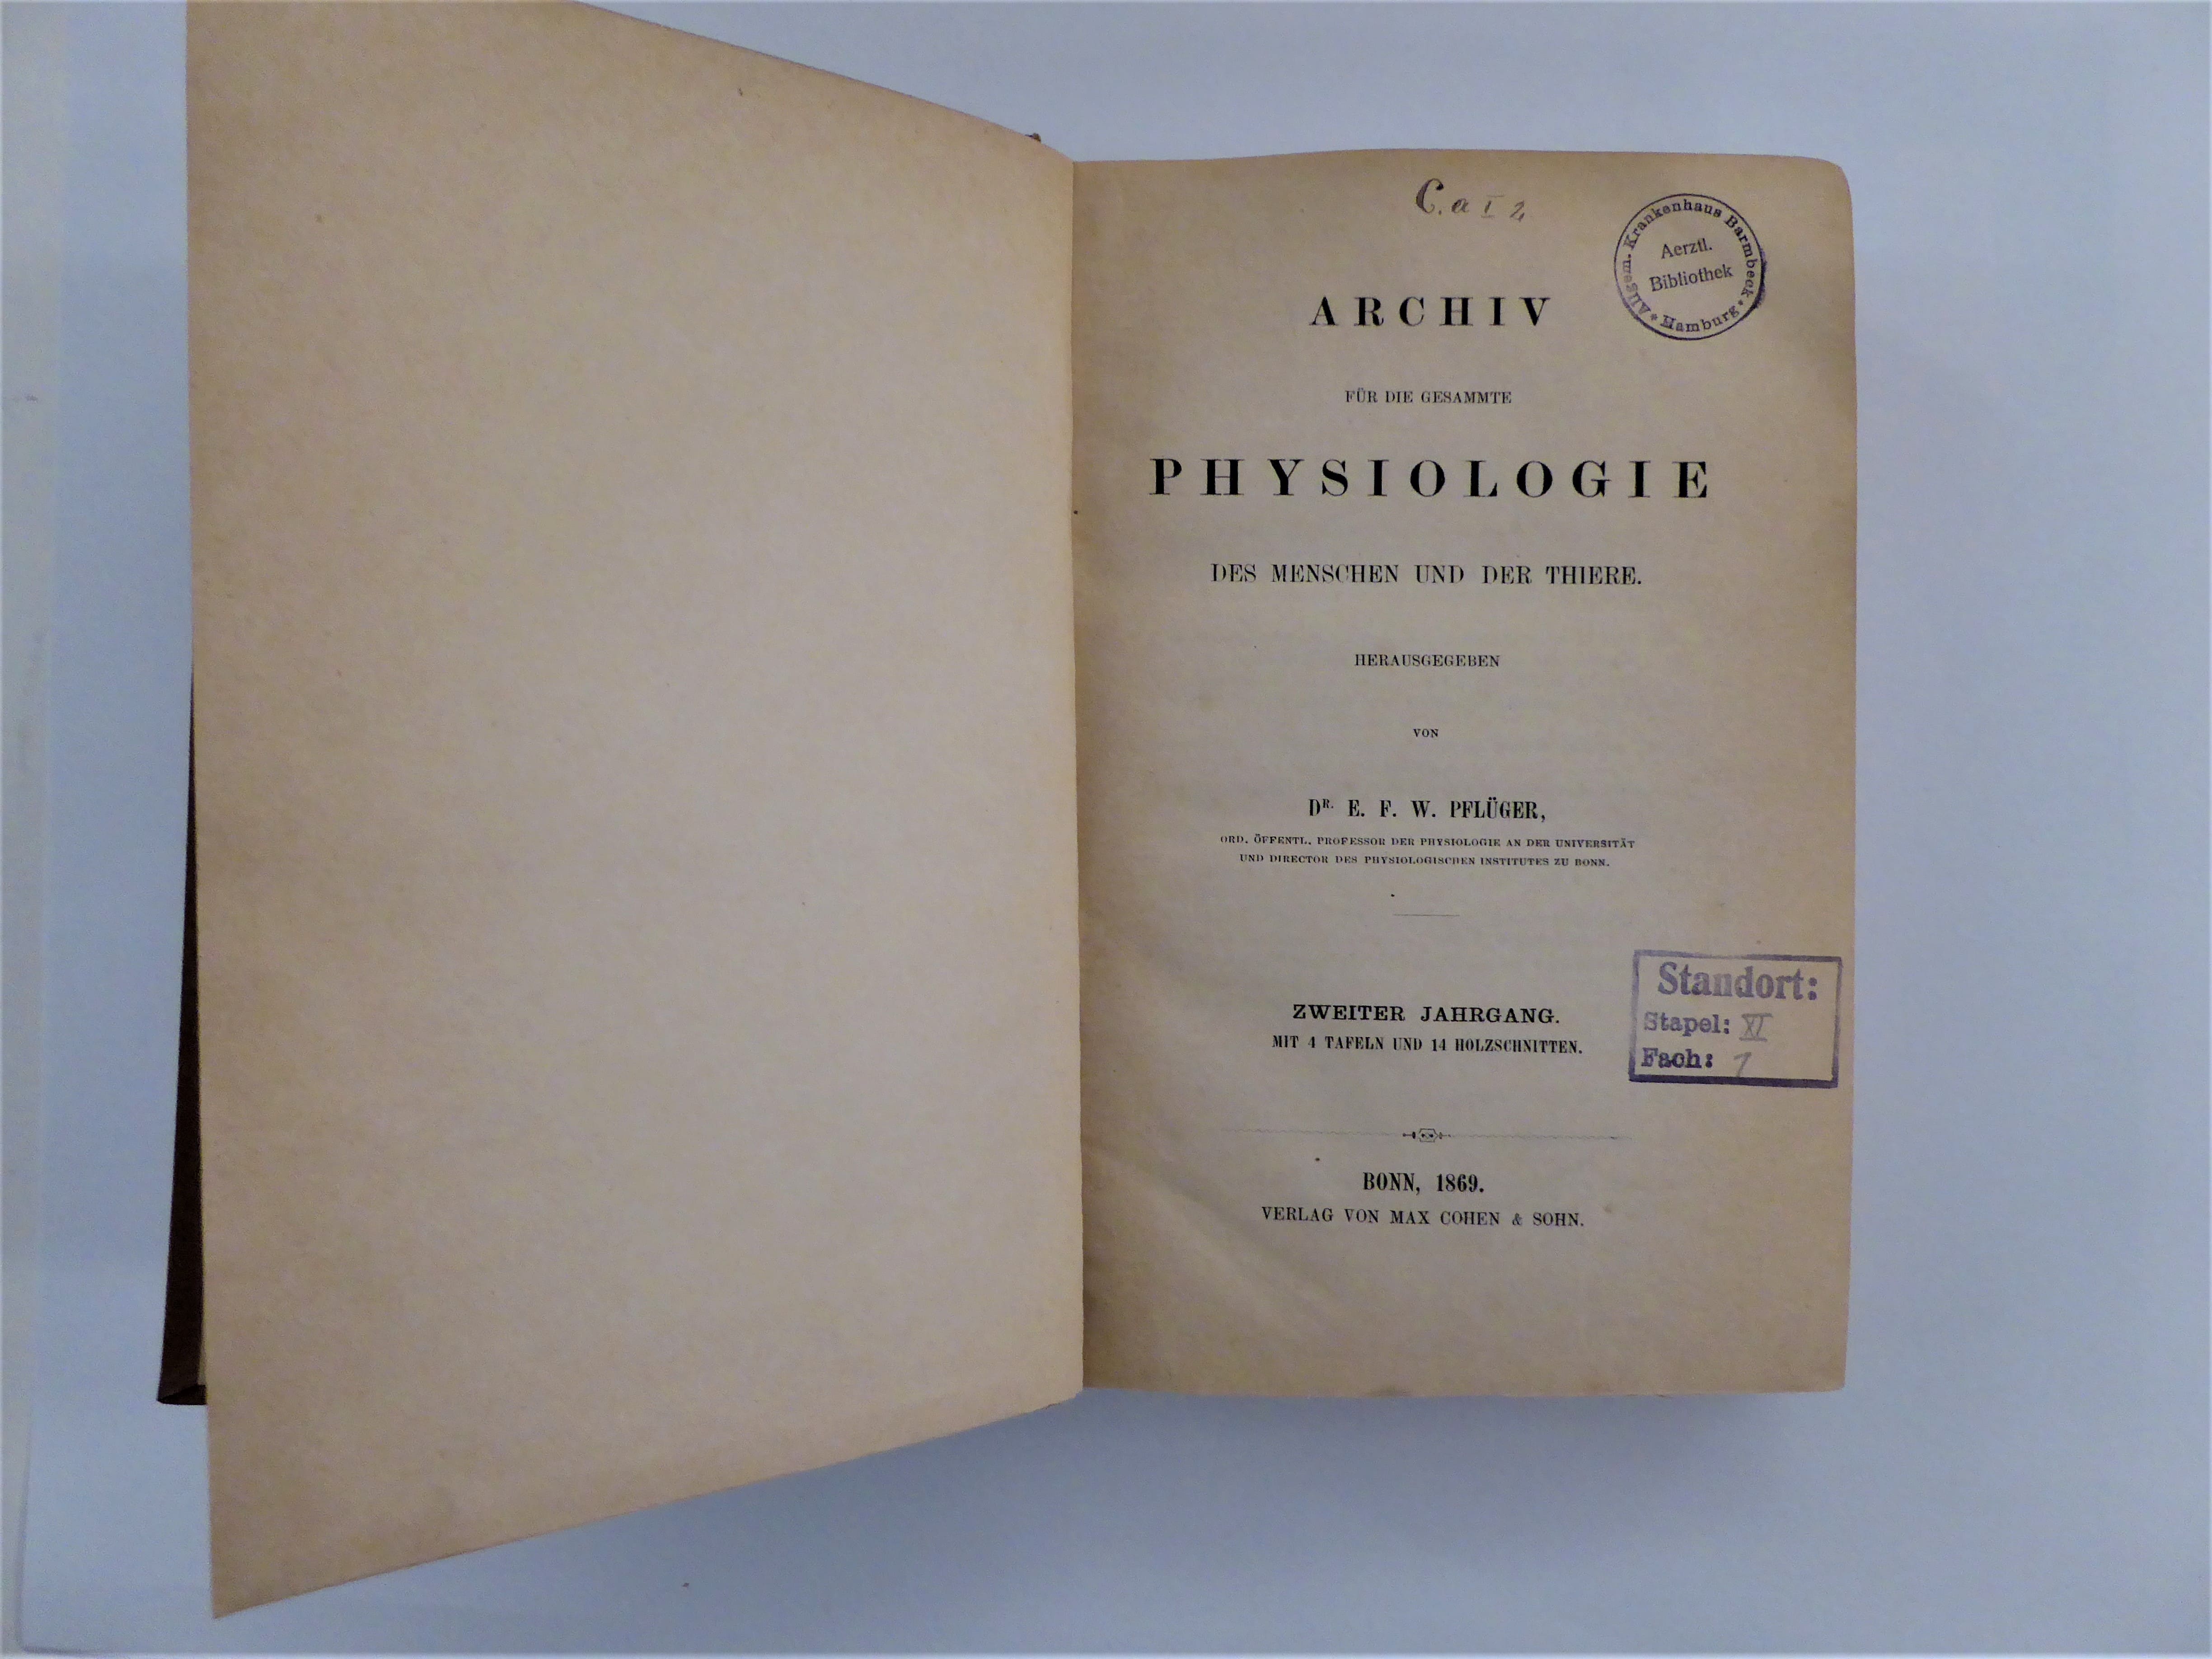 C. a I 2
Allgem. Krankenhaus Barmbeck. Hamburg
Aerztl.
Bibliothek
ARCHIV
FÜR DIE GESAMMTE
PHYSIOLOGIE
DES MENSCHEN UND DER THIERE.
HERAUSGEGEBEN
VON
DR. E. F. W. PFLÜGER,
ORD. ÖFFENTL. PROFESSOR DER PHYSIOLOGIE AN DER UNIVERSITÄT
UND DIRECTOR DES PHYSIOLOGISCHEN INSTITUTES ZU BONN.
ZWEITER JAHRGANG.
MIT 4 TAFELN UND 14 HOLZSCHNITTEN.
Standort:
Stapel: XI
Fach: 1
BONN, 1869.
VERLAG VON MAX COHEN & SOHN.